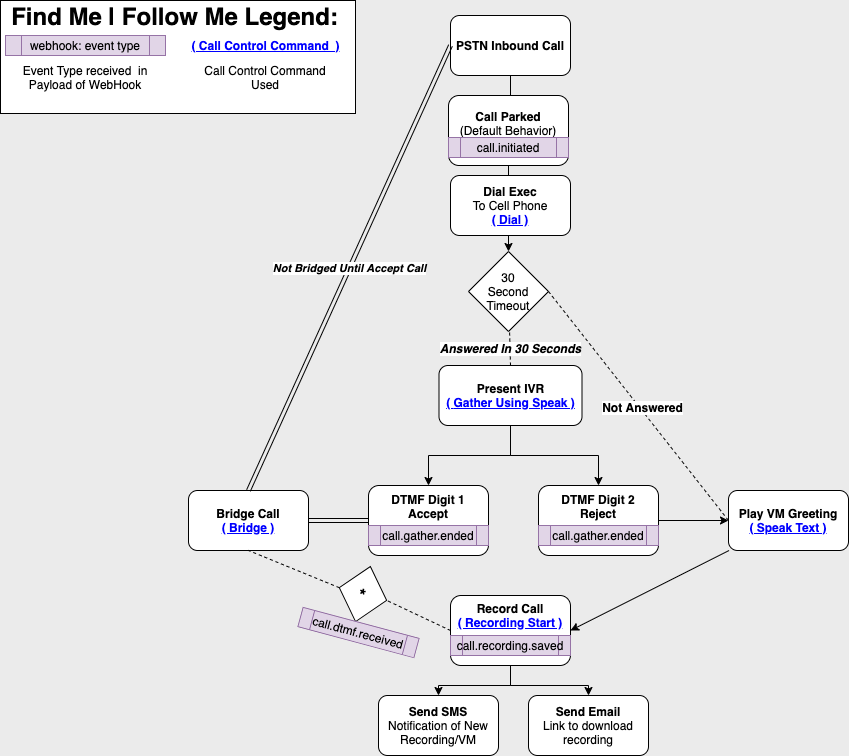 Find Me | Follow Me Legend:
webhook: event type
( Call Control Command  )
Event Type received  in
Payload of WebHook
Call Control Command
Used
PSTN Inbound Call
Call Parked
(Default Behavior)
call.initiated
Dial Exec
To Cell Phone
( Dial )
Not Bridged Until Accept Call
30
Second
Timeout
Answered In 30 Seconds
Present IVR
( Gather Using Speak )
Not Answered
Bridge Call
( Bridge )
DTMF Digit 1
Accept
call.gather.ended
DTMF Digit 2
Reject
call.gather.ended
Play VM Greeting
( Speak Text )
*
call.dtmf.received
Record Call
( Recording Start )
call.recording.saved
Send SMS
Notification of New
Recording/VM
Send Email
Link to download
recording